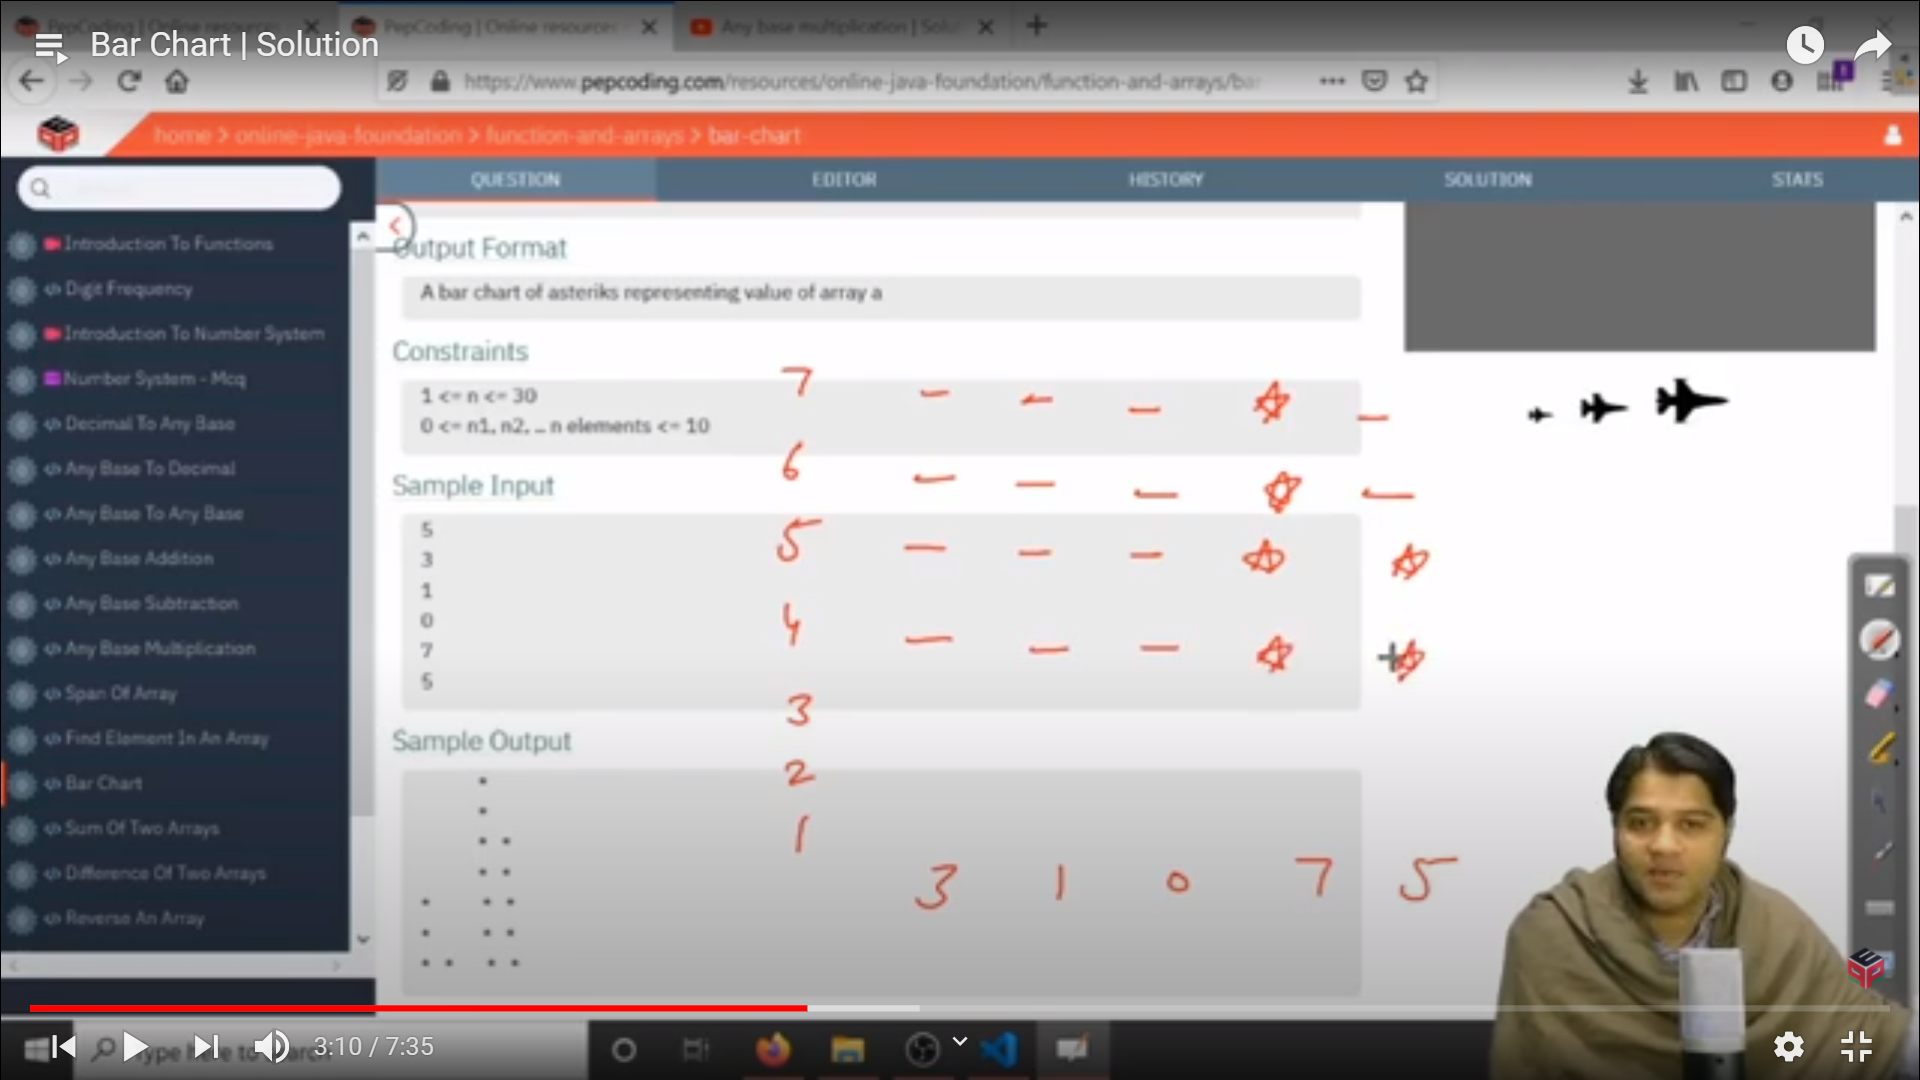 PepCoding | Online resources
PepCoding | Online resources
Any base multiplication | Solu
Bar Chart | Solution
https://www.pepcoding.com/resources/online-java-foundation/function-and-arrays/bar
home > online-java-foundation > function-and-arrays > bar-chart
QUESTION
EDITOR
HISTORY
SOLUTION
STATS
Introduction To Functions
Digit Frequency
Introduction To Number System
Number System - Mcq
Decimal To Any Base
Any Base To Decimal
Any Base To Any Base
Any Base Addition
Any Base Subtraction
Any Base Multiplication
Span Of Array
Find Element In An Array
Bar Chart
Sum Of Two Arrays
Difference Of Two Arrays
Reverse An Array
Output Format
A bar chart of asteriks representing value of array a
Constraints
1 <= n <= 30
0 <= n1, n2, .. n elements <= 10
Sample Input
5
3
1
0
7
5
Sample Output
7 - - - ☆ -
6 - - - ☆ -
5 - - - ☆ ☆
4 - - - ☆ ☆
3
2
1
3 1 0 7 5
3:10 / 7:35
Type here to search